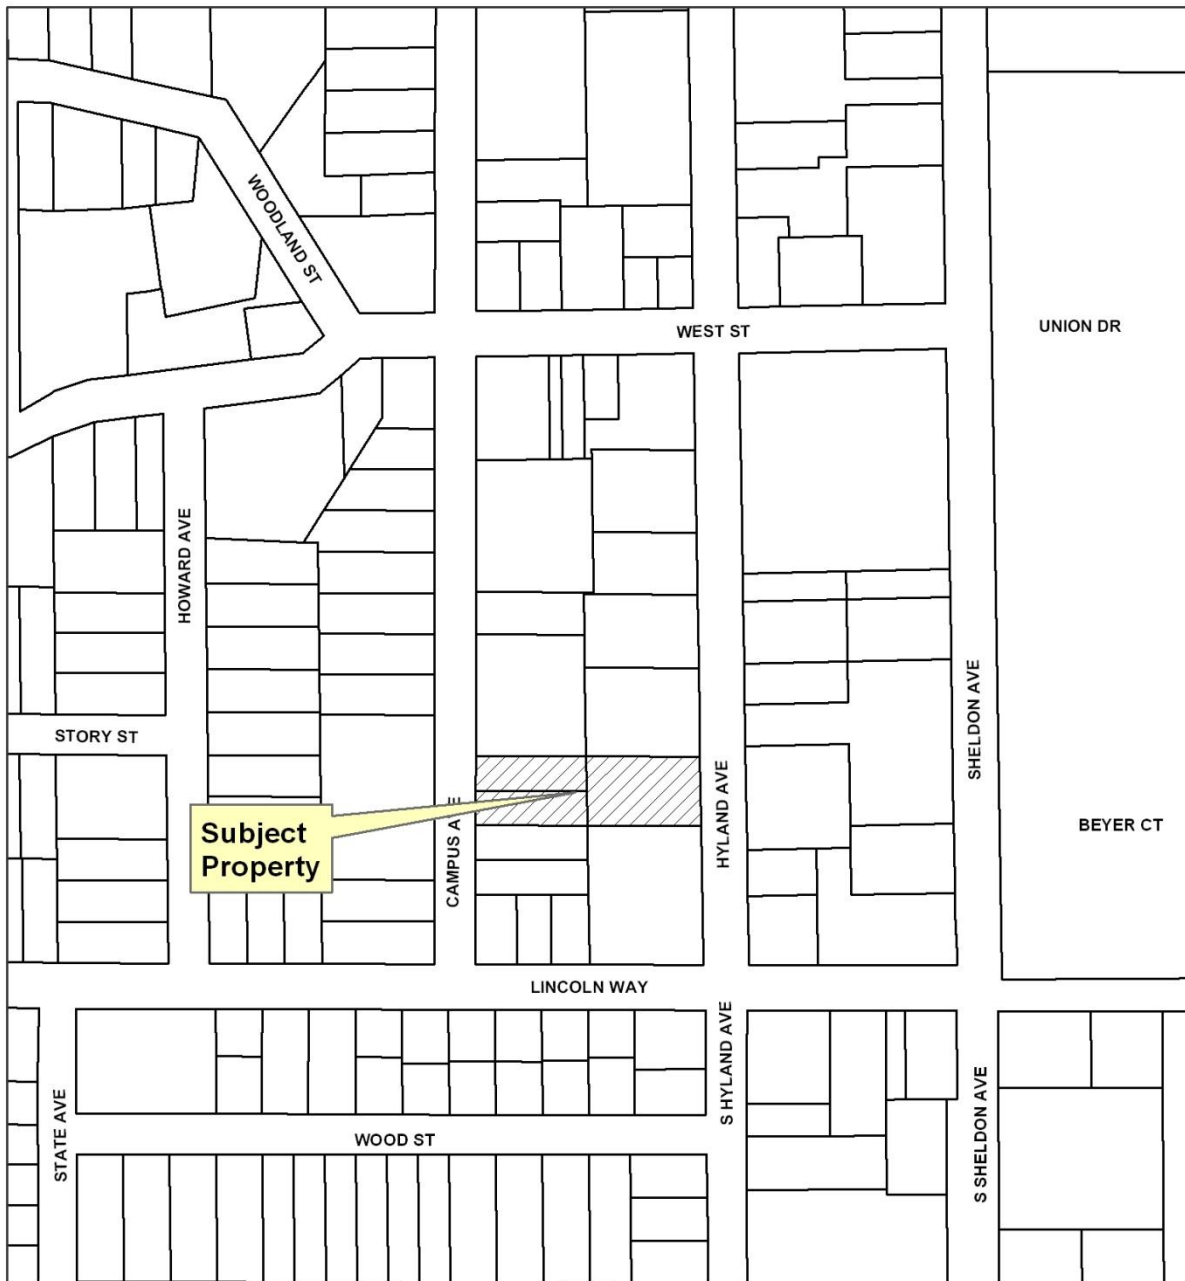 WOODLAND ST
WEST ST
UNION DR
HOWARD AVE
STORY ST
SHELDON AVE
HYLAND AVE
BEYER CT
Subject
Property
CAMPUS A E
LINCOLN WAY
S HYLAND AVE
STATE AVE
WOOD ST
S SHELDON AVE